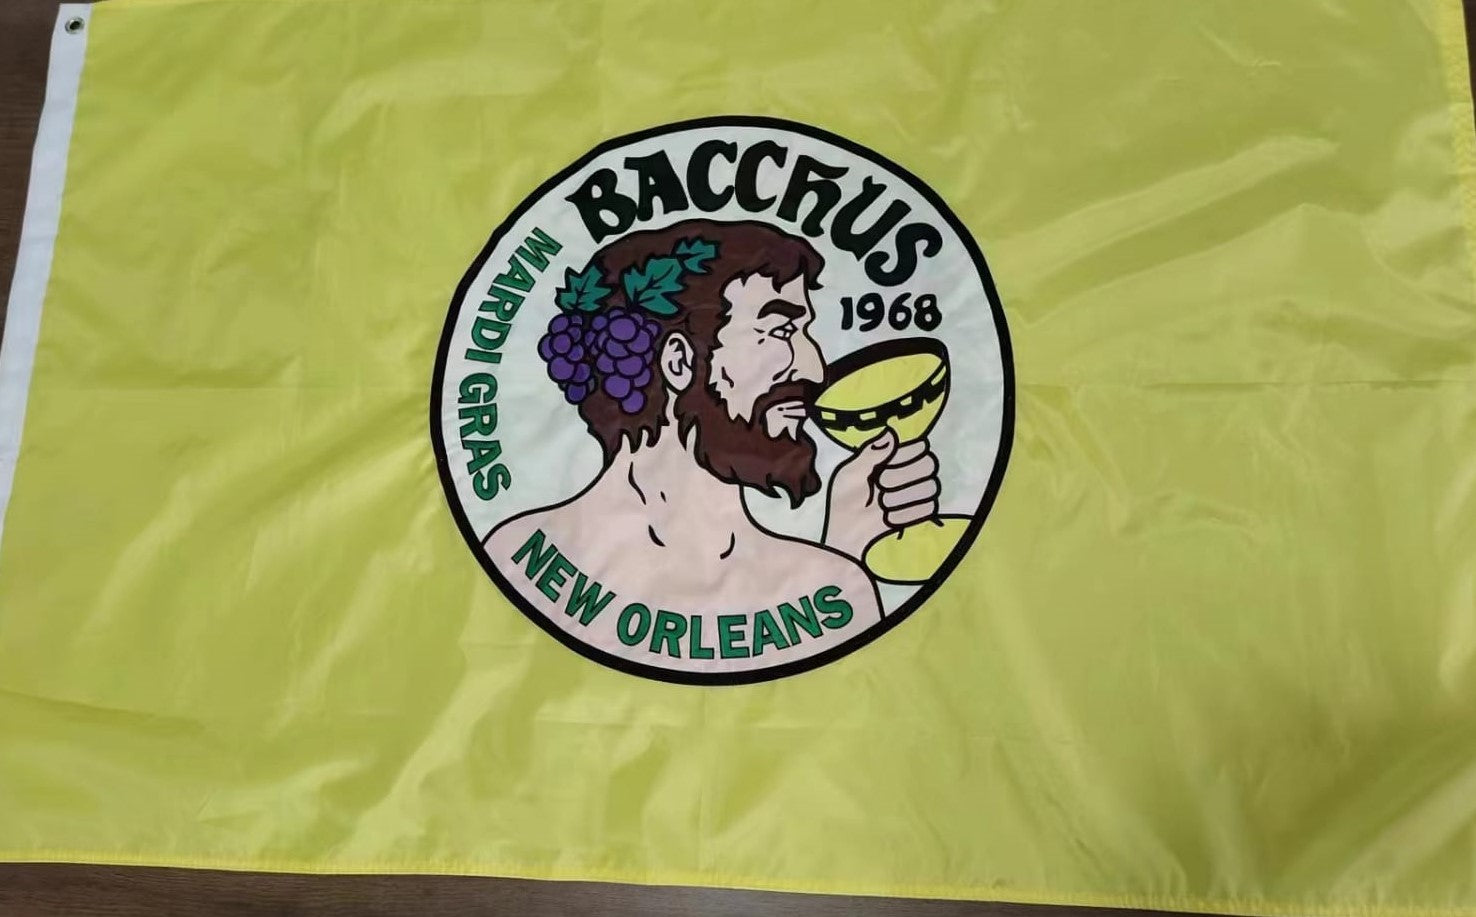 BACCHUS
1968
MARDI GRAS
NEW ORLEANS